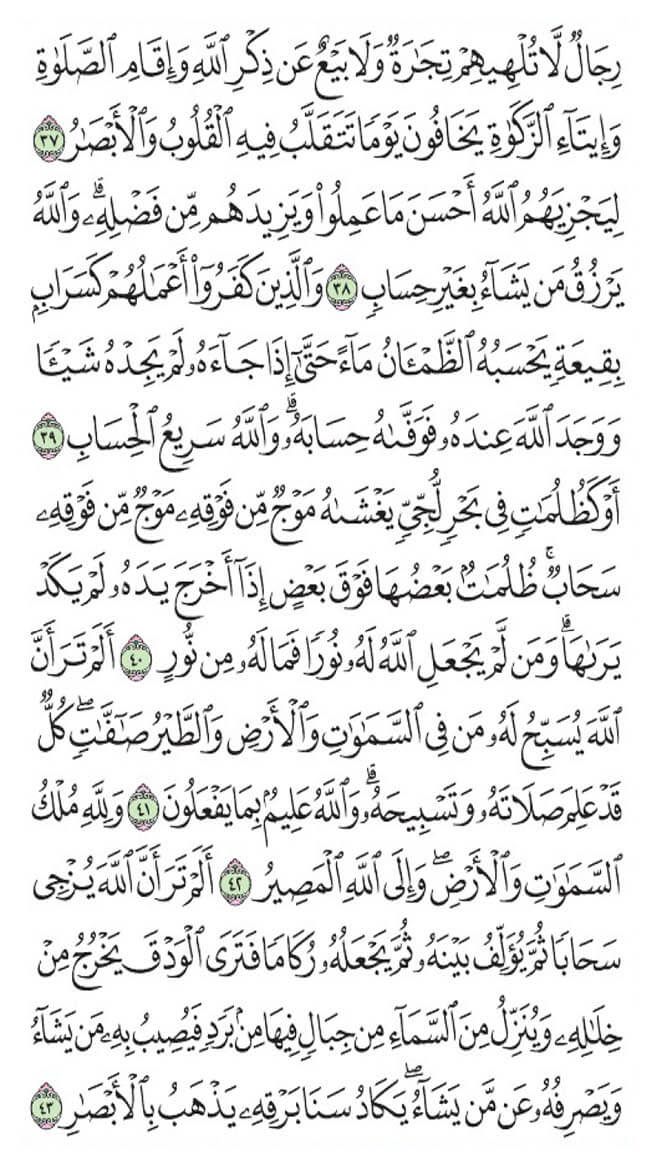 رِجَالٌ لَّا تُلْهِيهِمْ تِجَٰرَةٌ وَلَا بَيْعٌ عَن ذِكْرِ ٱللَّهِ وَإِقَامِ ٱلصَّلَوٰةِ
وَإِيتَآءِ ٱلزَّكَوٰةِ يَخَافُونَ يَوْمًا تَتَقَلَّبُ فِيهِ ٱلْقُلُوبُ وَٱلْأَبْصَٰرُ ٣٧
لِيَجْزِيَهُمُ ٱللَّهُ أَحْسَنَ مَا عَمِلُوا۟ وَيَزِيدَهُم مِّن فَضْلِهِۦۗ وَٱللَّهُ
يَرْزُقُ مَن يَشَآءُ بِغَيْرِ حِسَابٍ ٣٨ وَٱلَّذِينَ كَفَرُوٓا۟ أَعْمَٰلُهُمْ كَسَرَابٍۭ
بِقِيعَةٍ يَحْسَبُهُ ٱلظَّمْـَٔانُ مَآءً حَتَّىٰٓ إِذَا جَآءَهُۥ لَمْ يَجِدْهُ شَيْـًٔا
وَوَجَدَ ٱللَّهَ عِندَهُۥ فَوَفَّىٰهُ حِسَابَهُۥۗ وَٱللَّهُ سَرِيعُ ٱلْحِسَابِ ٣٩
أَوْ كَظُلُمَٰتٍ فِى بَحْرٍ لُّجِّىٍّ يَغْشَىٰهُ مَوْجٌ مِّن فَوْقِهِۦ مَوْجٌ مِّن فَوْقِهِۦ
سَحَابٌۚ ظُلُمَٰتٌۢ بَعْضُهَا فَوْقَ بَعْضٍ إِذَآ أَخْرَجَ يَدَهُۥ لَمْ يَكَدْ
يَرَىٰهَاۗ وَمَن لَّمْ يَجْعَلِ ٱللَّهُ لَهُۥ نُورًا فَمَا لَهُۥ مِن نُّورٍ ٤٠ أَلَمْ تَرَ أَنَّ
ٱللَّهَ يُسَبِّحُ لَهُۥ مَن فِى ٱلسَّمَٰوَٰتِ وَٱلْأَرْضِ وَٱلطَّيْرُ صَٰٓفَّٰتٍۖ كُلٌّ
قَدْ عَلِمَ صَلَاتَهُۥ وَتَسْبِيحَهُۥۗ وَٱللَّهُ عَلِيمٌۢ بِمَا يَفْعَلُونَ ٤١ وَلِلَّهِ مُلْكُ
ٱلسَّمَٰوَٰتِ وَٱلْأَرْضِۖ وَإِلَى ٱللَّهِ ٱلْمَصِيرُ ٤٢ أَلَمْ تَرَ أَنَّ ٱللَّهَ يُزْجِى
سَحَابًا ثُمَّ يُؤَلِّفُ بَيْنَهُۥ ثُمَّ يَجْعَلُهُۥ رُكَامًا فَتَرَى ٱلْوَدْقَ يَخْرُجُ مِنْ
خِلَٰلِهِۦ وَيُنَزِّلُ مِنَ ٱلسَّمَآءِ مِن جِبَالٍ فِيهَا مِنۢ بَرَدٍ فَيُصِيبُ بِهِۦ مَن يَشَآءُ
وَيَصْرِفُهُۥ عَن مَّن يَشَآءُۖ يَكَادُ سَنَا بَرْقِهِۦ يَذْهَبُ بِٱلْأَبْصَٰرِ ٤٣